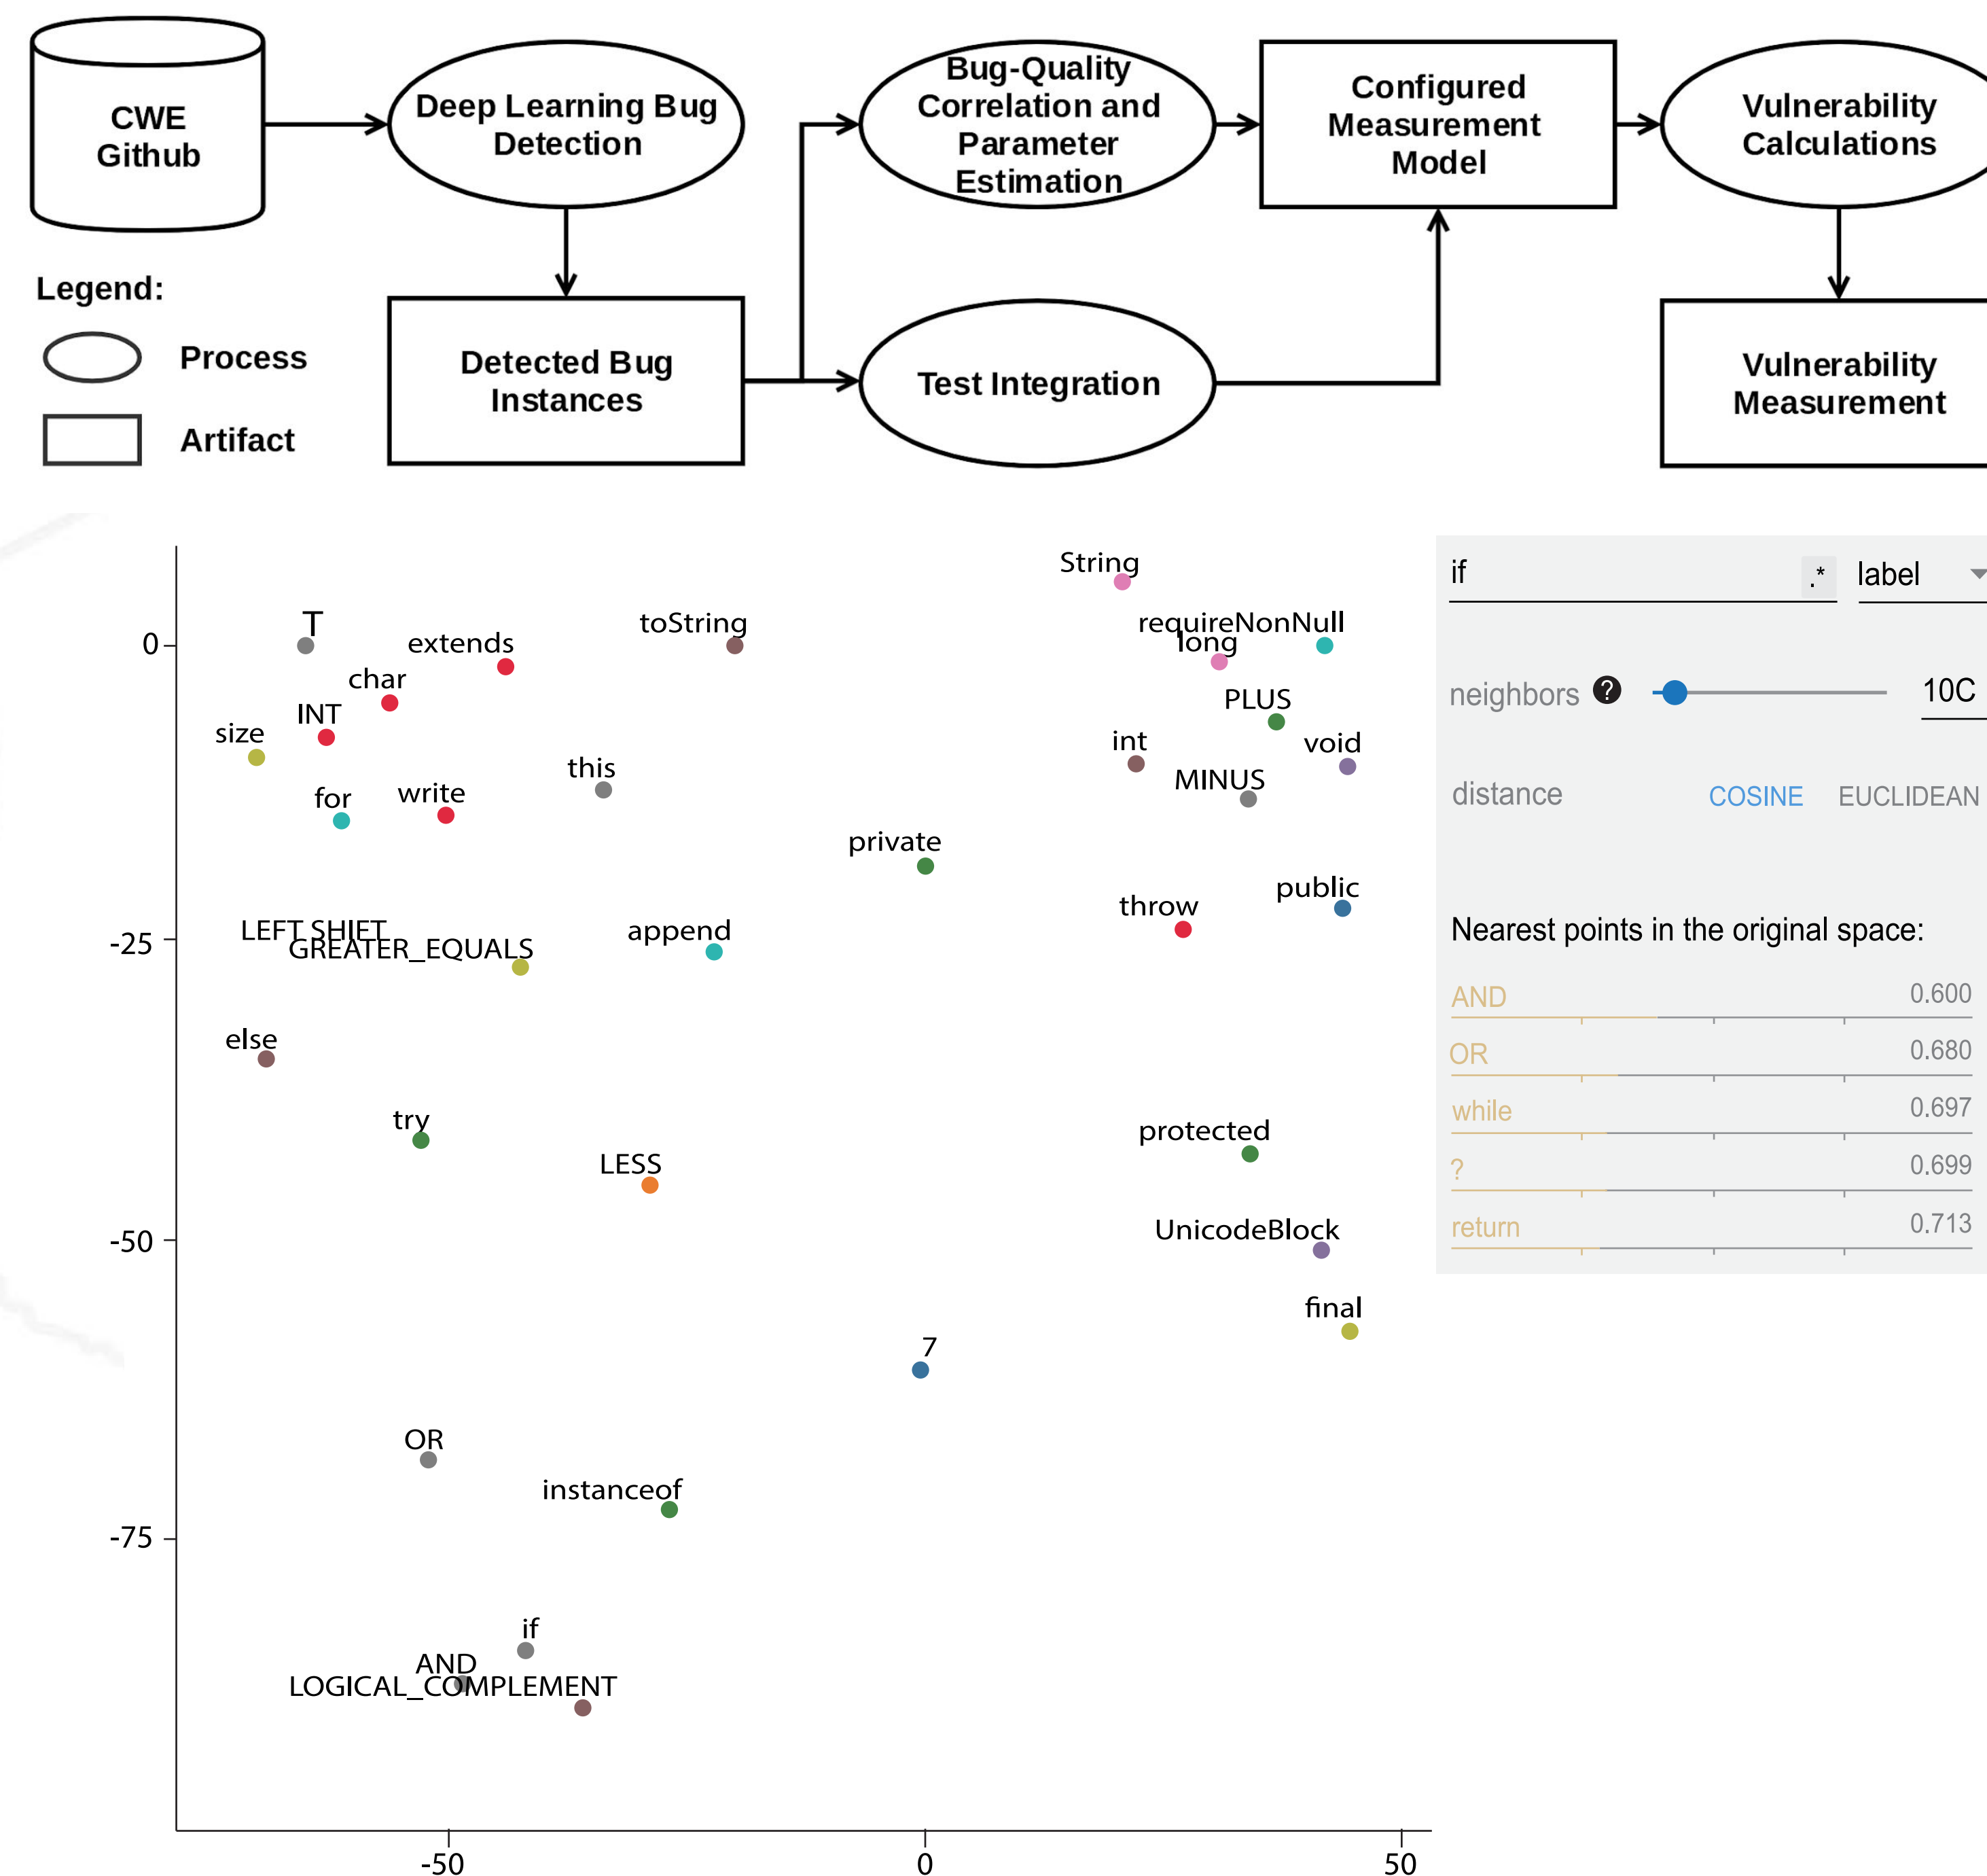 CWE
Github
Deep Learning Bug
Detection
Bug-Quality
Correlation and
Parameter
Estimation
Configured
Measurement
Model
Vulnerability
Calculations
Legend:
Process
Artifact
Detected Bug
Instances
Test Integration
Vulnerability
Measurement
String
T
toString
requireNonNull
0
extends
long
char
INT
PLUS
size
int
void
this
MINUS
for
write
private
public
throw
LEFT SHIFT
append
-25
GREATER_EQUALS
else
try
protected
LESS
UnicodeBlock
-50
final
7
OR
instanceof
-75
if
AND
LOGICAL_COMPLEMENT
-50
0
50
if
.*
label
neighbors
?
10C
distance
COSINE
EUCLIDEAN
Nearest points in the original space:
AND 0.600
OR 0.680
while 0.697
? 0.699
return 0.713